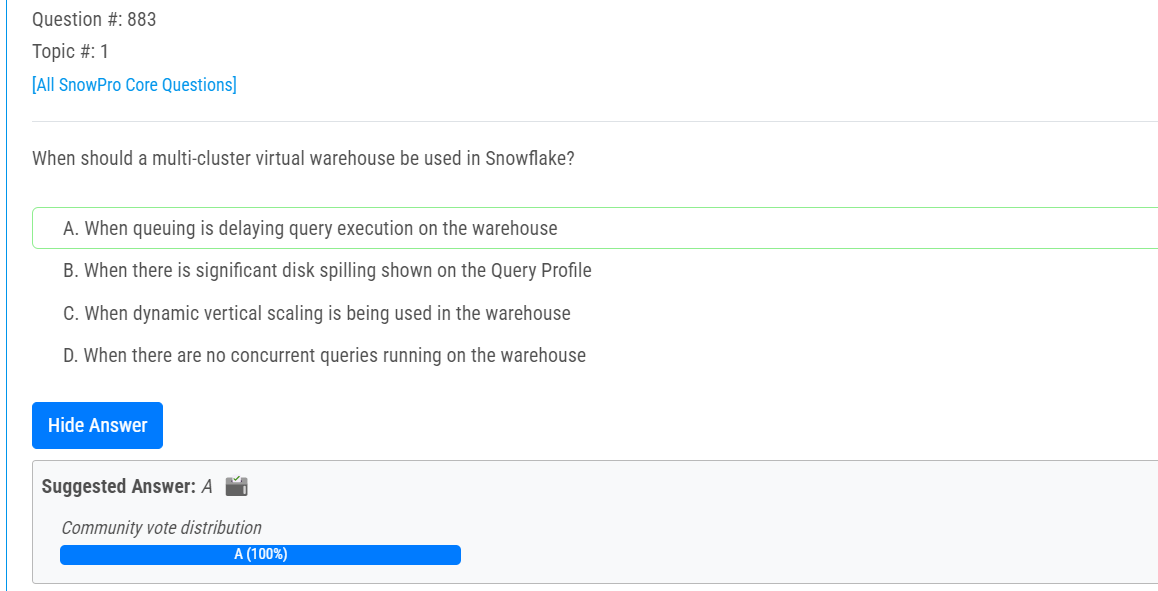 Question #: 883
Topic #: 1
[All SnowPro Core Questions]
When should a multi-cluster virtual warehouse be used in Snowflake?
A. When queuing is delaying query execution on the warehouse
B. When there is significant disk spilling shown on the Query Profile
C. When dynamic vertical scaling is being used in the warehouse
D. When there are no concurrent queries running on the warehouse
Hide Answer
Suggested Answer: A
Community vote distribution
A (100%)